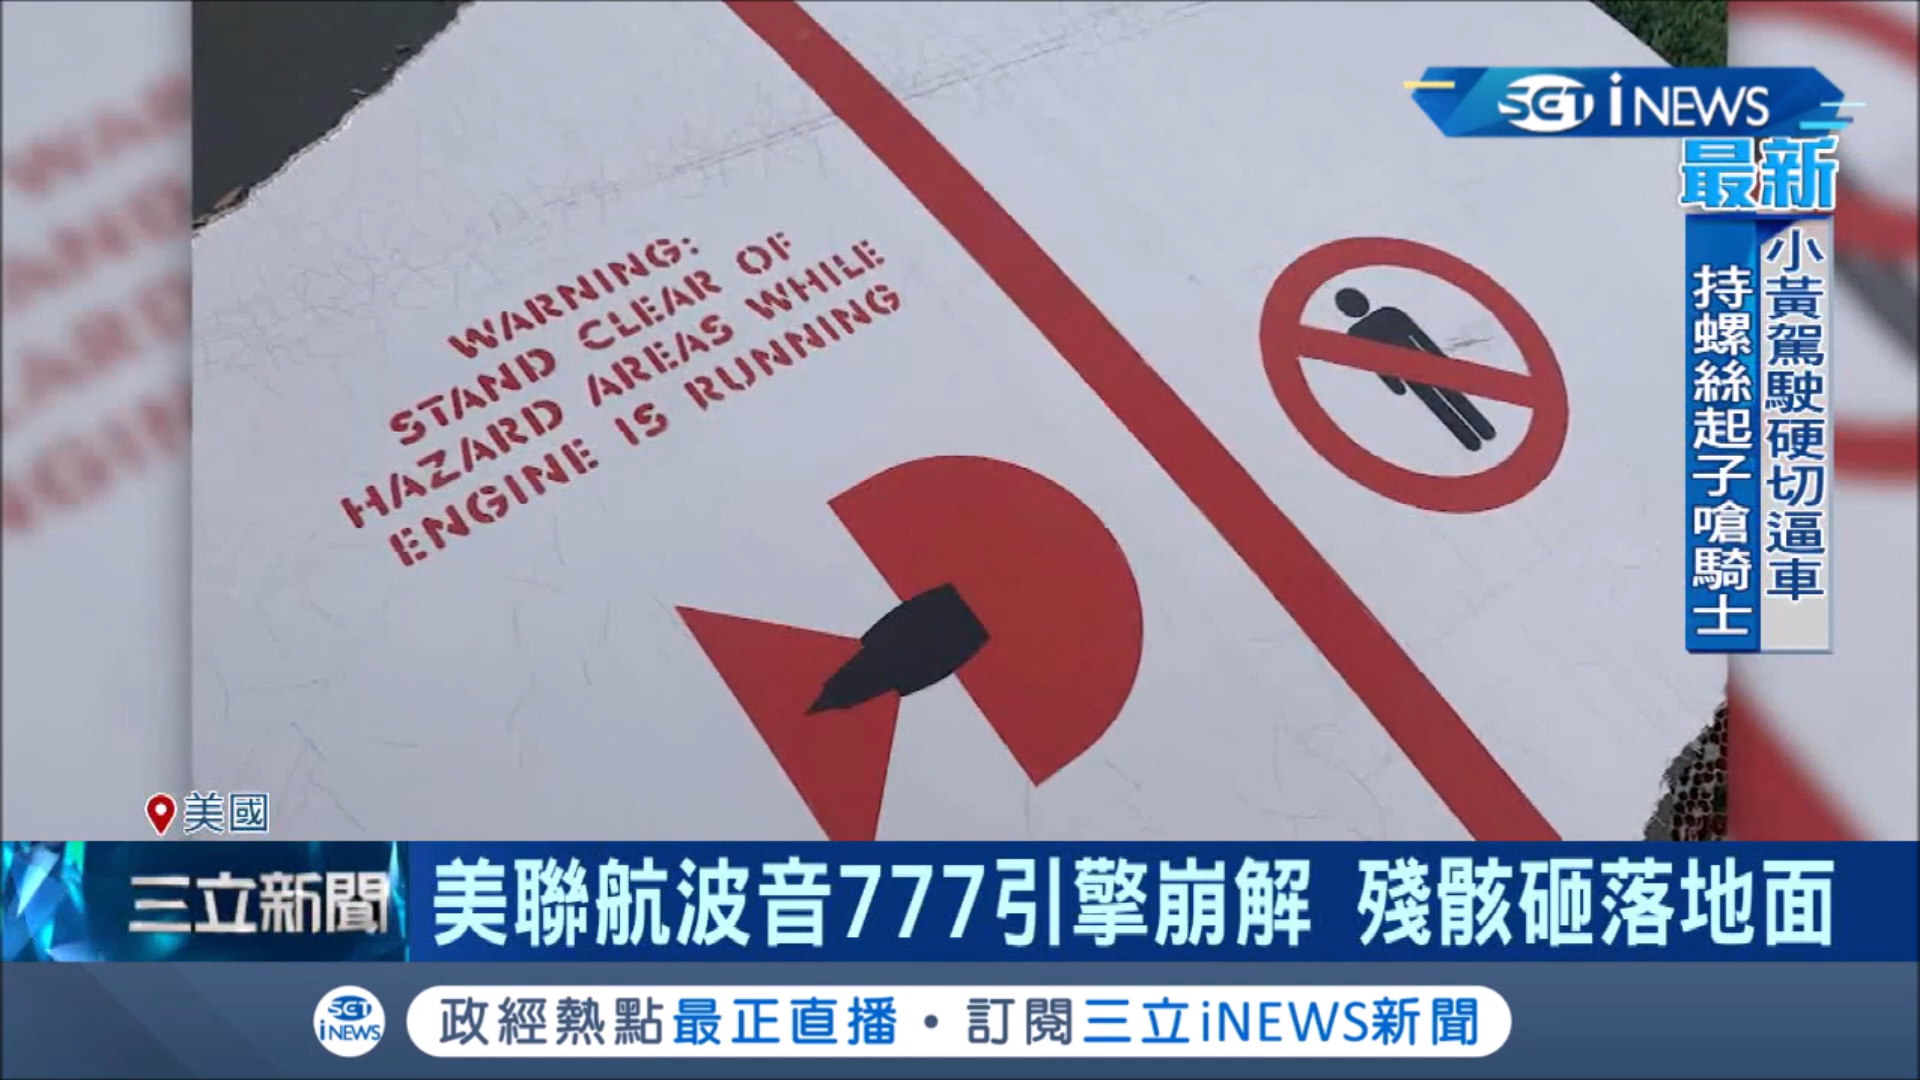 WARNING:
STAND CLEAR OF
HAZARD AREAS WHILE
ENGINE IS RUNNING
SET iNEWS
最新
小黃駕駛硬切逼車
持螺絲起子嗆騎士
美國
三立新聞
美聯航波音777引擎崩解 殘骸砸落地面
SET iNEWS
政經熱點最正直播・訂閱三立iNEWS新聞